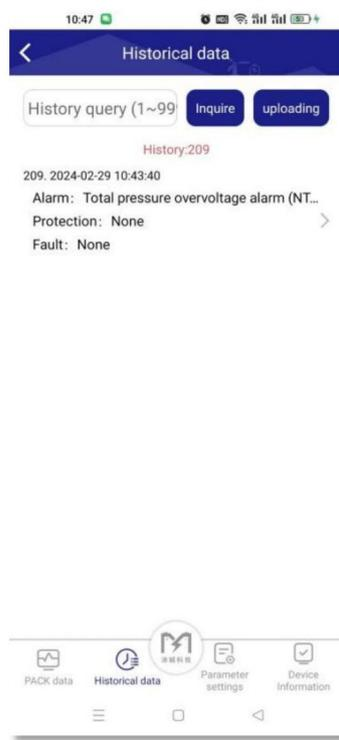 10:47
Historical data
History query (1~99
Inquire
uploading
History:209
209. 2024-02-29 10:43:40
Alarm： Total pressure overvoltage alarm (NT...
Protection： None
Fault： None
PACK data
Historical data
Parameter
settings
Device
Information